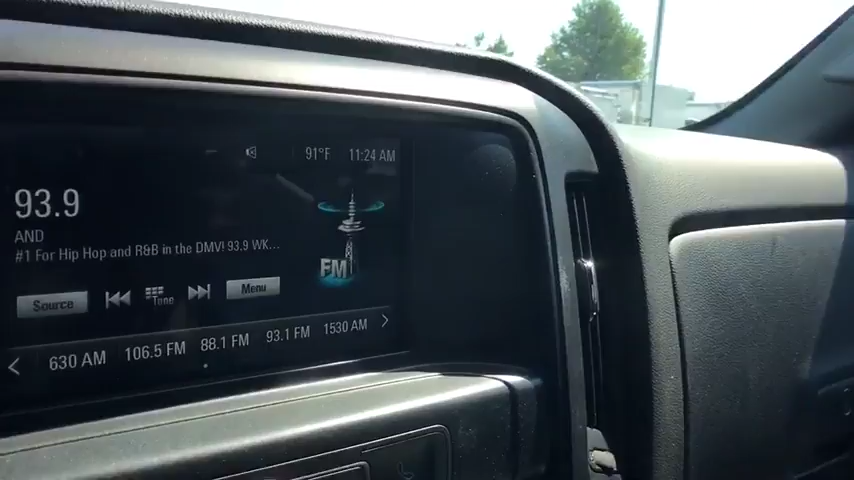 91°F 11:24 AM
93.9
AND
#1 For Hip Hop and R&B in the DMV! 93.9 WK...
FM
Source Tune Menu
630 AM 106.5 FM 88.1 FM 93.1 FM 1530 AM